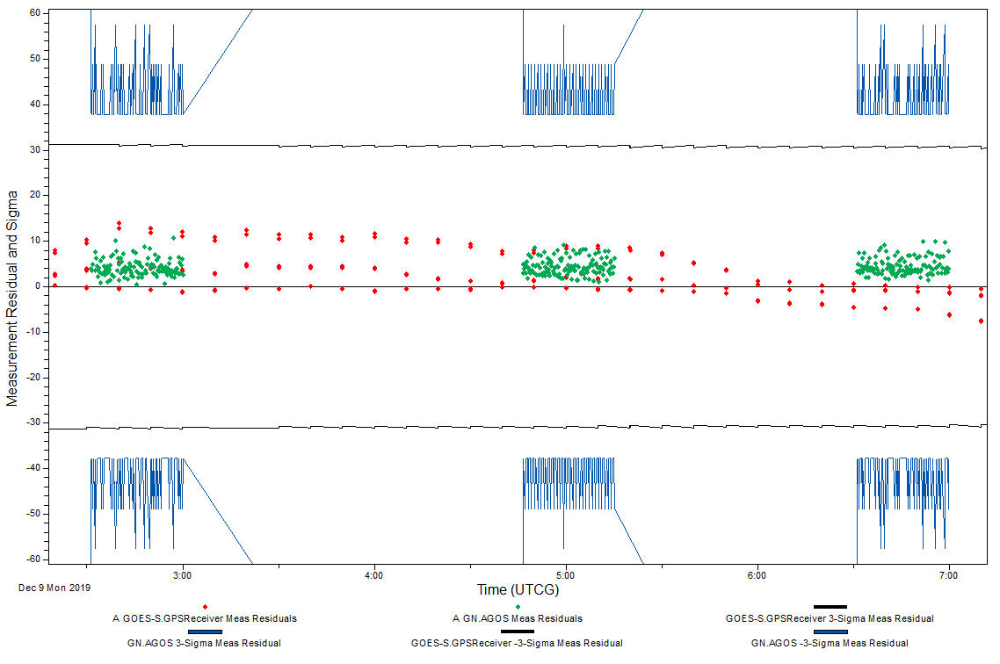 60
50
40
30
20
10
0
-10
-20
-30
-40
-50
-60
Measurement Residual and Sigma
3:00 4:00 5:00 6:00 7:00
Dec 9 Mon 2019
Time (UTCG)
A GOES-S.GPSReceiver Meas Residuals
A GN.AGOS Meas Residuals
GOES-S.GPSReceiver 3-Sigma Meas Residual
GN.AGOS 3-Sigma Meas Residual
GOES-S.GPSReceiver -3-Sigma Meas Residual
GN.AGOS -3-Sigma Meas Residual